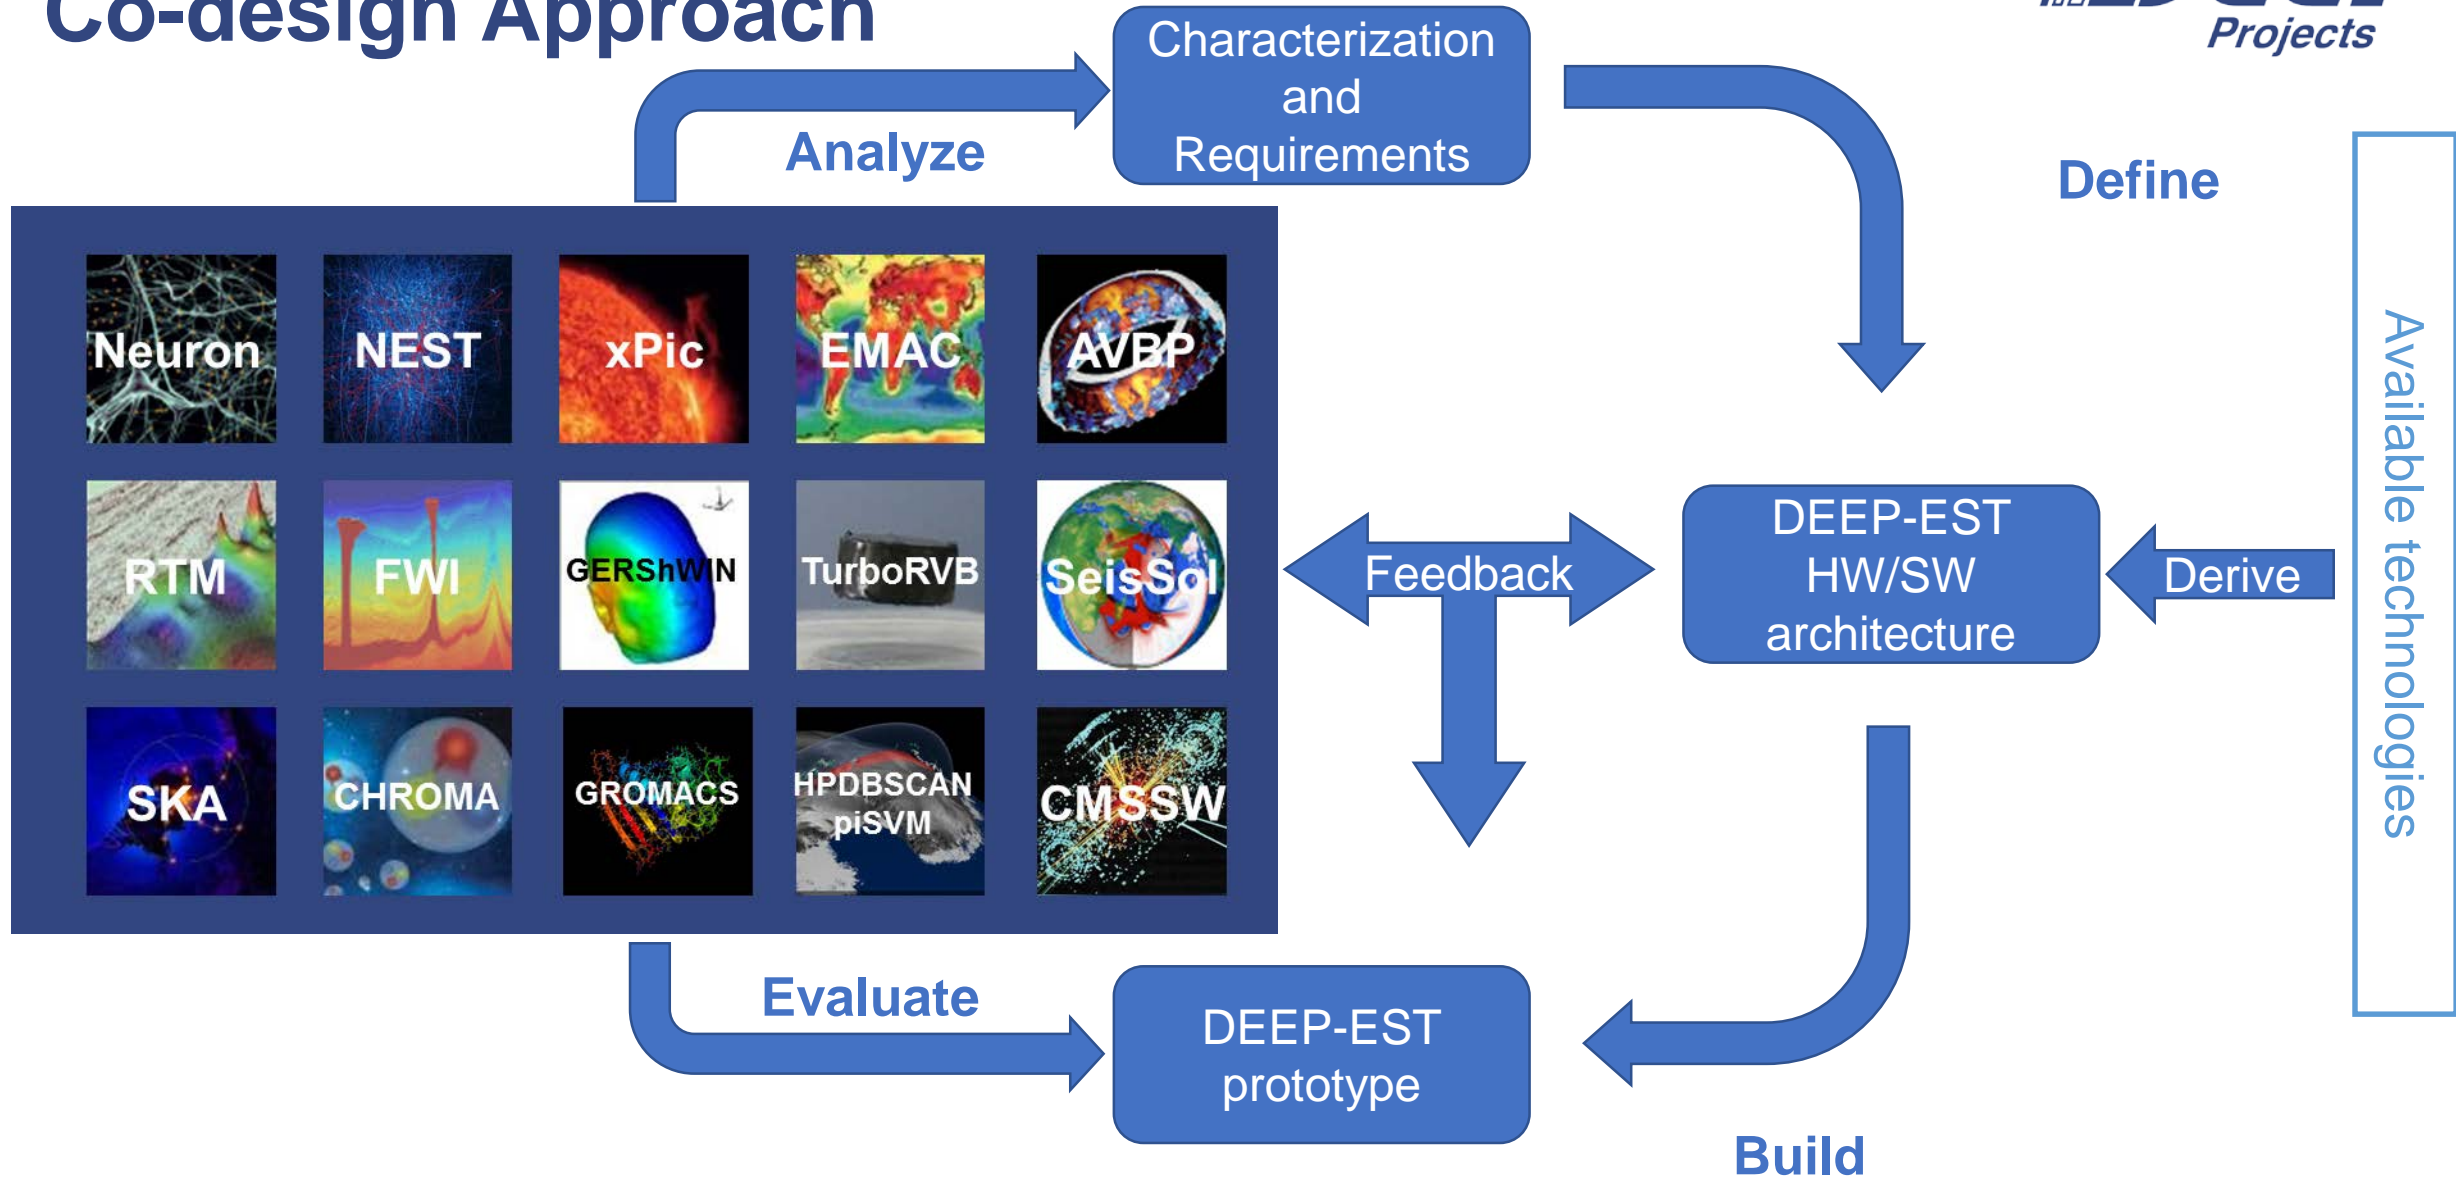 Co-design Approach
Projects
Characterization
and
Requirements
Analyze
Define
Neuron
NEST
xPic
EMAC
AVBP
RTM
FWI
GERShWIN
TurboRVB
SeisSol
SKA
CHROMA
GROMACS
HPDBSCAN
piSVM
CMSSW
Feedback
DEEP-EST
HW/SW
architecture
Derive
Available technologies
Evaluate
DEEP-EST
prototype
Build